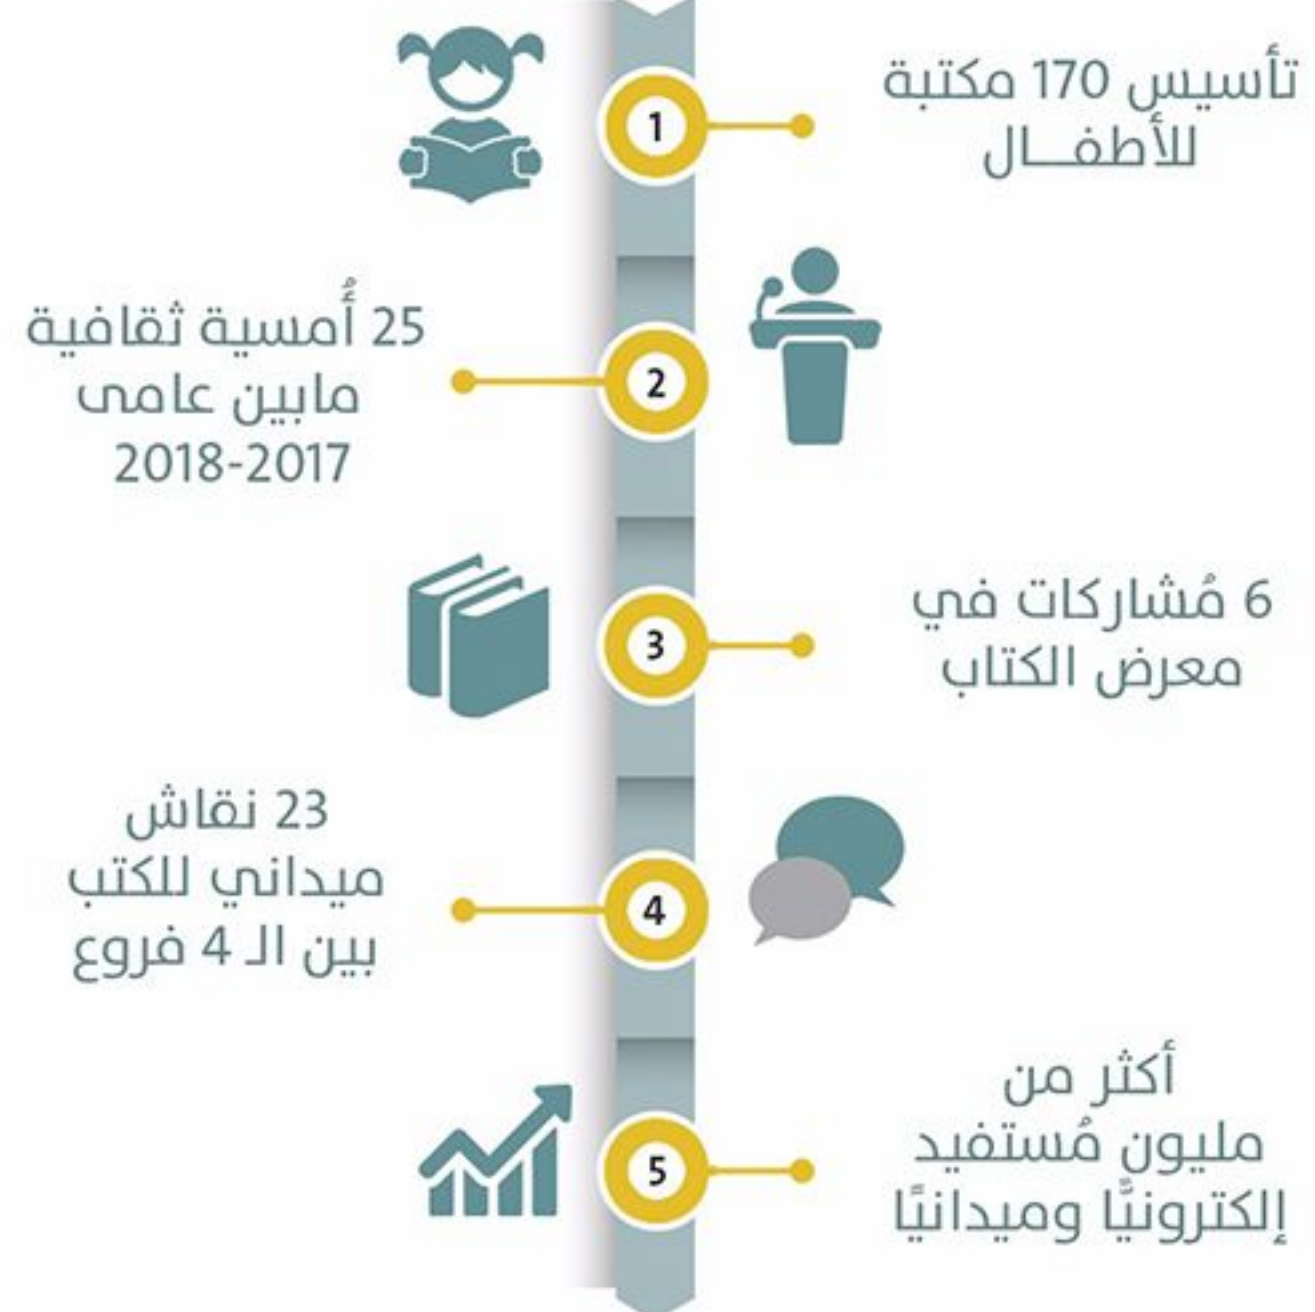 1
تأسيس 170 مكتبة
للأطفـــال
2
25 أُمسية ثقافية
مابين عامى
2018-2017
3
6 مُشاركات في
معرض الكتاب
4
23 نقاش
ميداني للكتب
بين الـ 4 فروع
5
أكثر من
مليون مُستفيد
إلكترونيًّا وميدانيًا